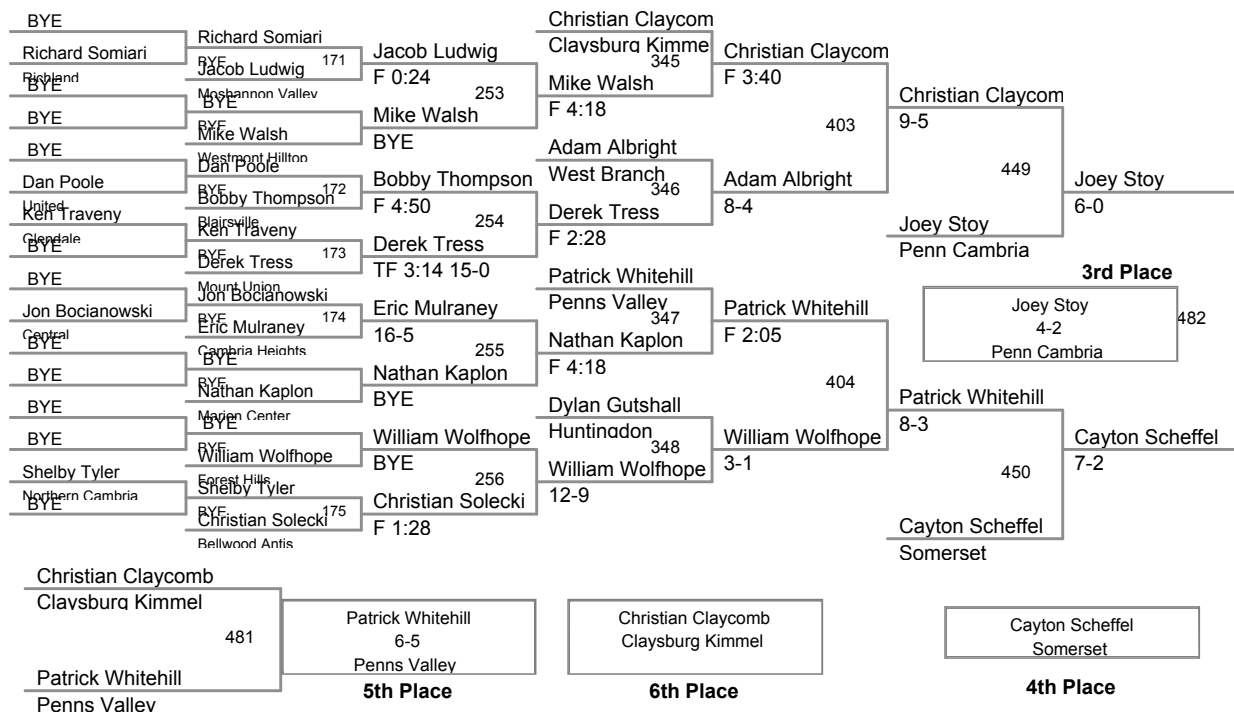 BYE
Richard Somiari
Richland
BYE
BYE
BYE
Dan Poole
United
Ken Traveny
Glendale
BYE
BYE
Jon Bocianowski
Central
BYE
BYE
BYE
BYE
Shelby Tyler
Northern Cambria
BYE
Richard Somiari
BYE 171
Jacob Ludwig
Moshannon Valley
BYE
BYE
Mike Walsh
Westmont Hilltop
Dan Poole
BYE 172
Bobby Thompson
Blairsville
Ken Traveny
BYE 173
Derek Tress
Mount Union
Jon Bocianowski
BYE 174
Eric Mulraney
Cambria Heights
BYE
BYE
Nathan Kaplon
Marion Center
BYE
BYE
William Wolfhope
Forest Hills
Shelby Tyler
BYE 175
Christian Solecki
Bellwood Antis
Jacob Ludwig
F 0:24
253
Mike Walsh
BYE
Bobby Thompson
F 4:50
254
Derek Tress
TF 3:14 15-0
Eric Mulraney
16-5
255
Nathan Kaplon
BYE
William Wolfhope
BYE
256
Christian Solecki
F 1:28
Christian Claycom
Claysburg Kimmel
345
Mike Walsh
F 4:18
Adam Albright
West Branch
346
Derek Tress
F 2:28
Patrick Whitehill
Penns Valley
347
Nathan Kaplon
F 4:18
Dylan Gutshall
Huntingdon
348
William Wolfhope
12-9
Christian Claycom
F 3:40
403
Adam Albright
8-4
Patrick Whitehill
F 2:05
404
William Wolfhope
3-1
Christian Claycom
9-5
449
Joey Stoy
Penn Cambria
Patrick Whitehill
8-3
450
Cayton Scheffel
Somerset
Joey Stoy
6-0
3rd Place
Joey Stoy
4-2
Penn Cambria
482
Cayton Scheffel
7-2
Christian Claycomb
Claysburg Kimmel
481
Patrick Whitehill
Penns Valley
Patrick Whitehill
6-5
Penns Valley
5th Place
Christian Claycomb
Claysburg Kimmel
6th Place
Cayton Scheffel
Somerset
4th Place